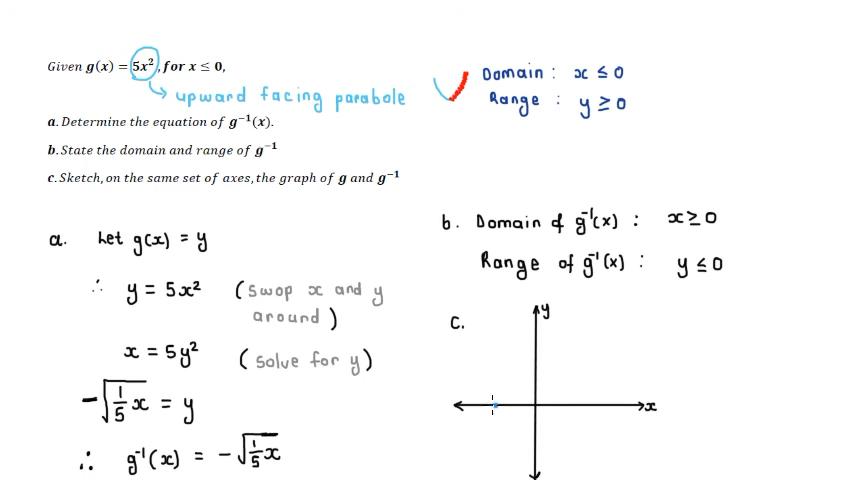 Given g(x) = 5x², for x ≤ 0,
upward facing parabole
Domain : x ≤ 0
Range : y ≥ 0
a. Determine the equation of g⁻¹(x).
b. State the domain and range of g⁻¹
c. Sketch, on the same set of axes, the graph of g and g⁻¹
a. Let g(x) = y
∴ y = 5x² (swop x and y
around)
x = 5y² (solve for y)
-√(1/5 x) = y
∴ g⁻¹(x) = -√(1/5 x)
b. Domain of g⁻¹(x) : x ≥ 0
Range of g⁻¹(x) : y ≤ 0
c.
y
x